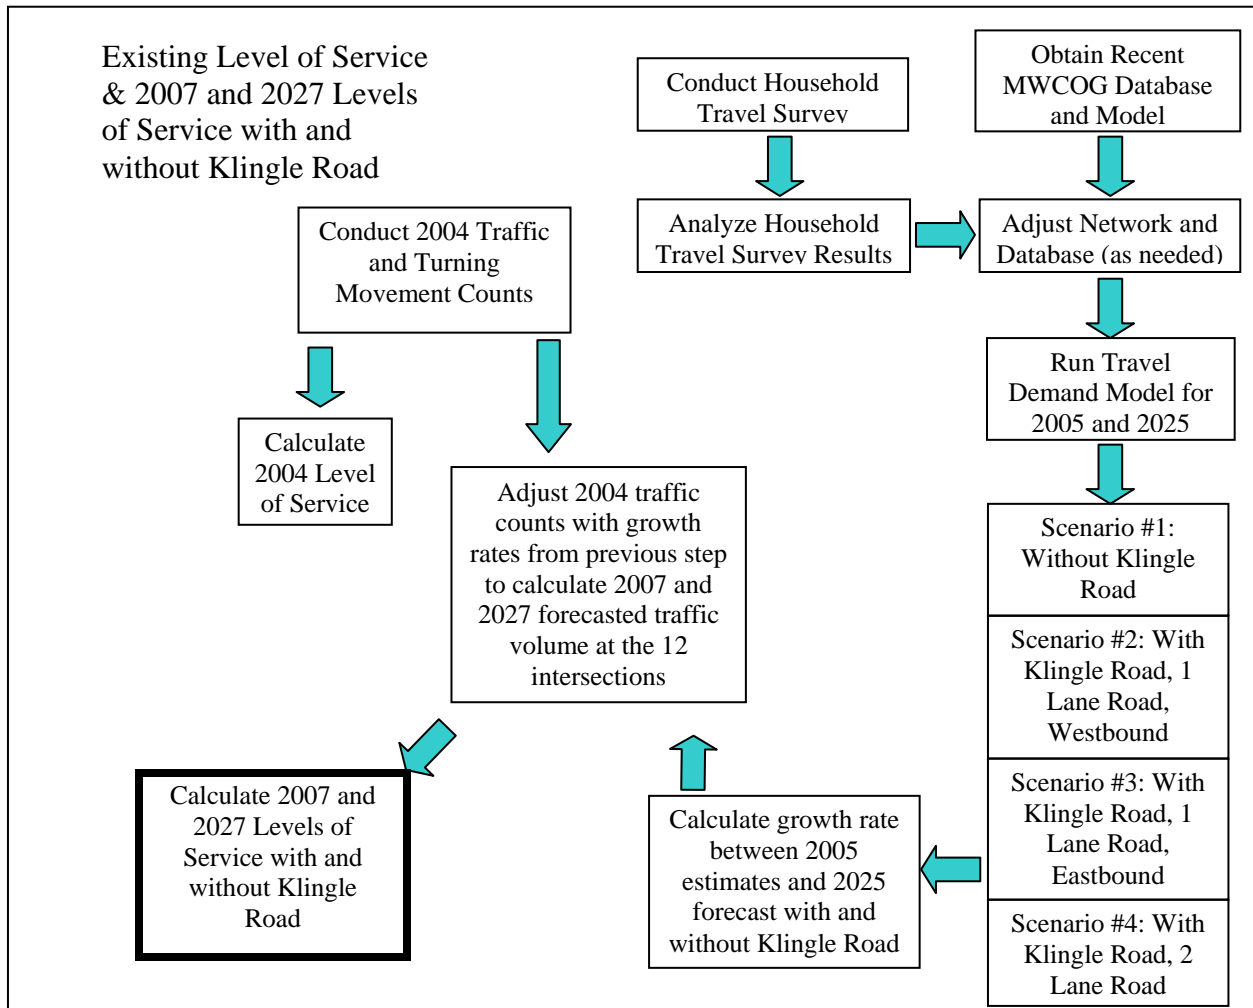 Existing Level of Service
& 2007 and 2027 Levels
of Service with and
without Klingle Road
Conduct Household
Travel Survey
Obtain Recent
MWCOG Database
and Model
Conduct 2004 Traffic
and Turning
Movement Counts
Analyze Household
Travel Survey Results
Adjust Network and
Database (as needed)
Run Travel
Demand Model for
2005 and 2025
Calculate
2004 Level
of Service
Adjust 2004 traffic
counts with growth
rates from previous step
to calculate 2007 and
2027 forecasted traffic
volume at the 12
intersections
Scenario #1:
Without Klingle
Road
Scenario #2: With
Klingle Road, 1
Lane Road,
Westbound
Scenario #3: With
Klingle Road, 1
Lane Road,
Eastbound
Scenario #4: With
Klingle Road, 2
Lane Road
Calculate growth rate
between 2005
estimates and 2025
forecast with and
without Klingle Road
Calculate 2007 and
2027 Levels of
Service with and
without Klingle
Road